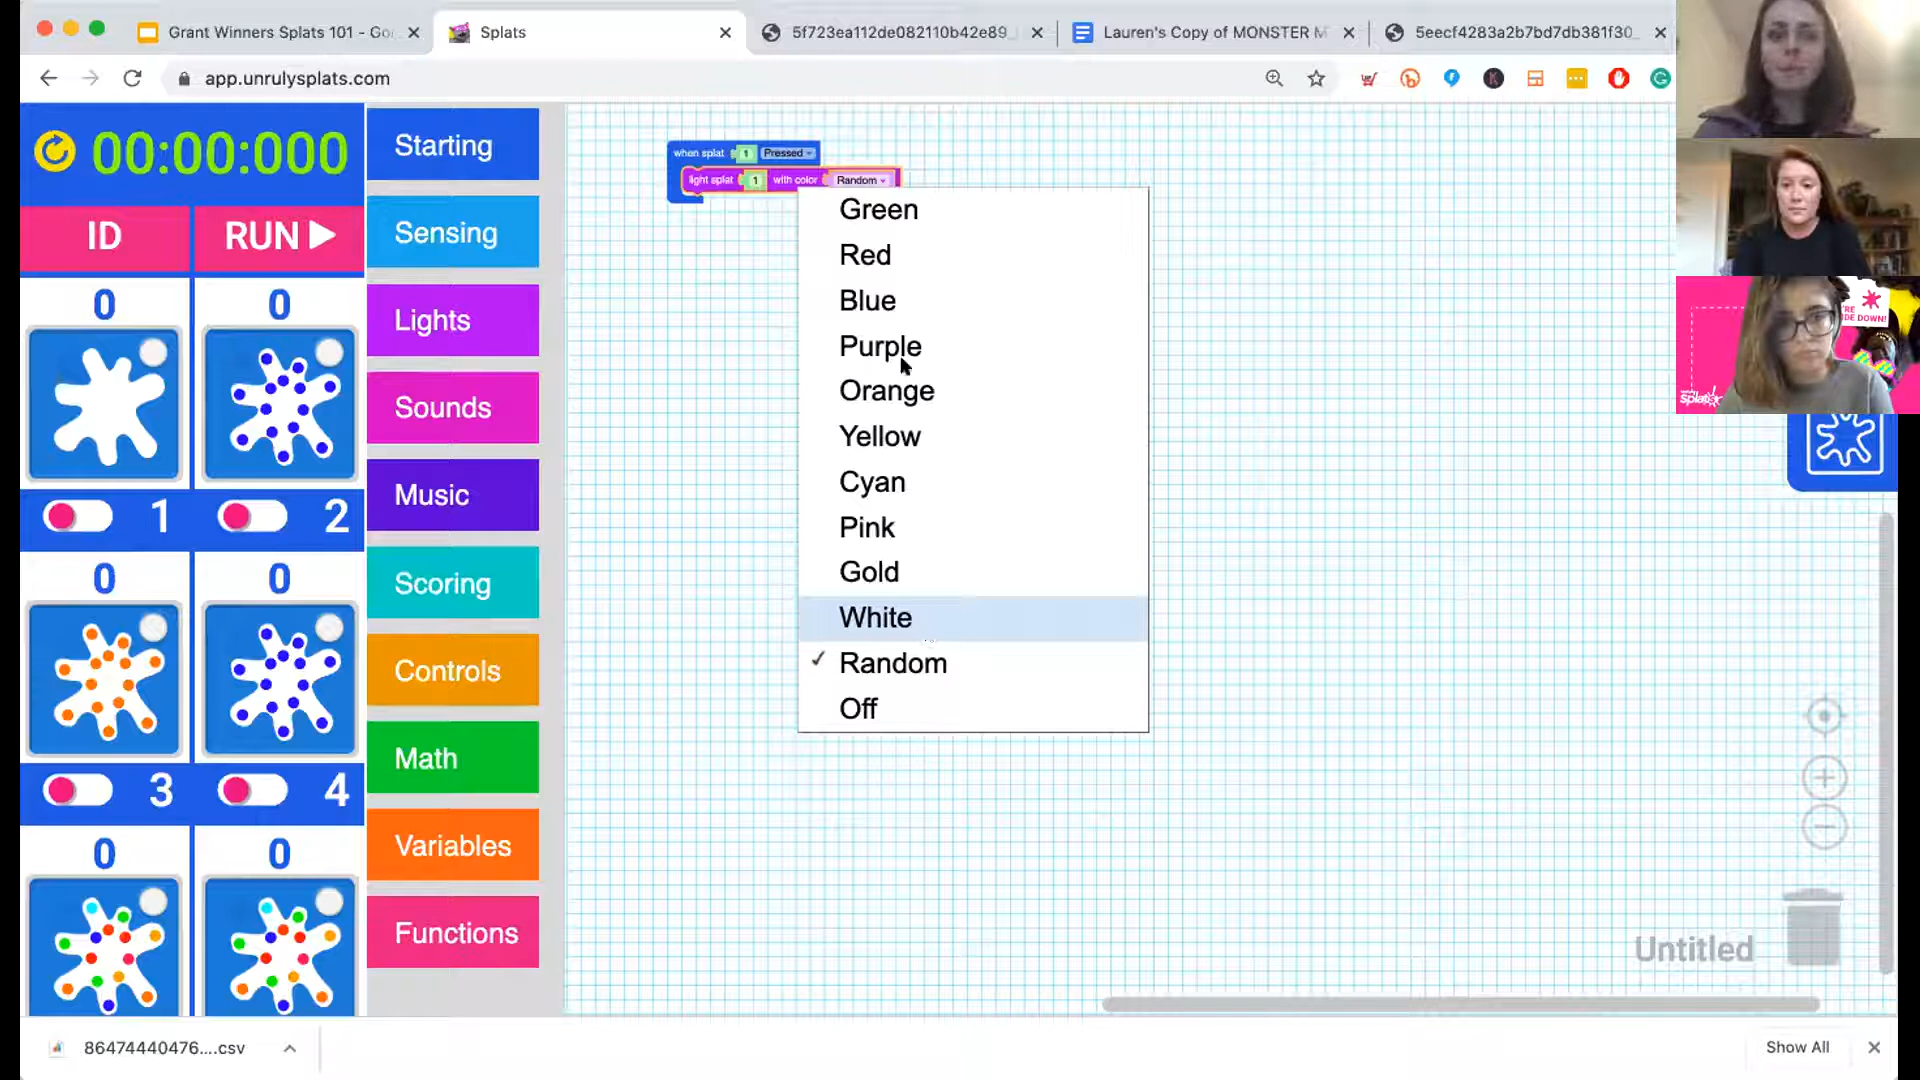 Grant Winners Splats 101 - Go
Splats
5f723ea112de082110b42e89
Lauren's Copy of MONSTER M
5eecf4283a2b7bd7db381f30
app.unrulysplats.com
00:00:000
ID
RUN
0
0
1
2
0
0
3
4
0
0
Starting
Sensing
Lights
Sounds
Music
Scoring
Controls
Math
Variables
Functions
when splat 1 Pressed
light splat 1 with color Random
Green
Red
Blue
Purple
Orange
Yellow
Cyan
Pink
Gold
White
✓ Random
Off
DOWN!
Untitled
86474440476....csv
Show All